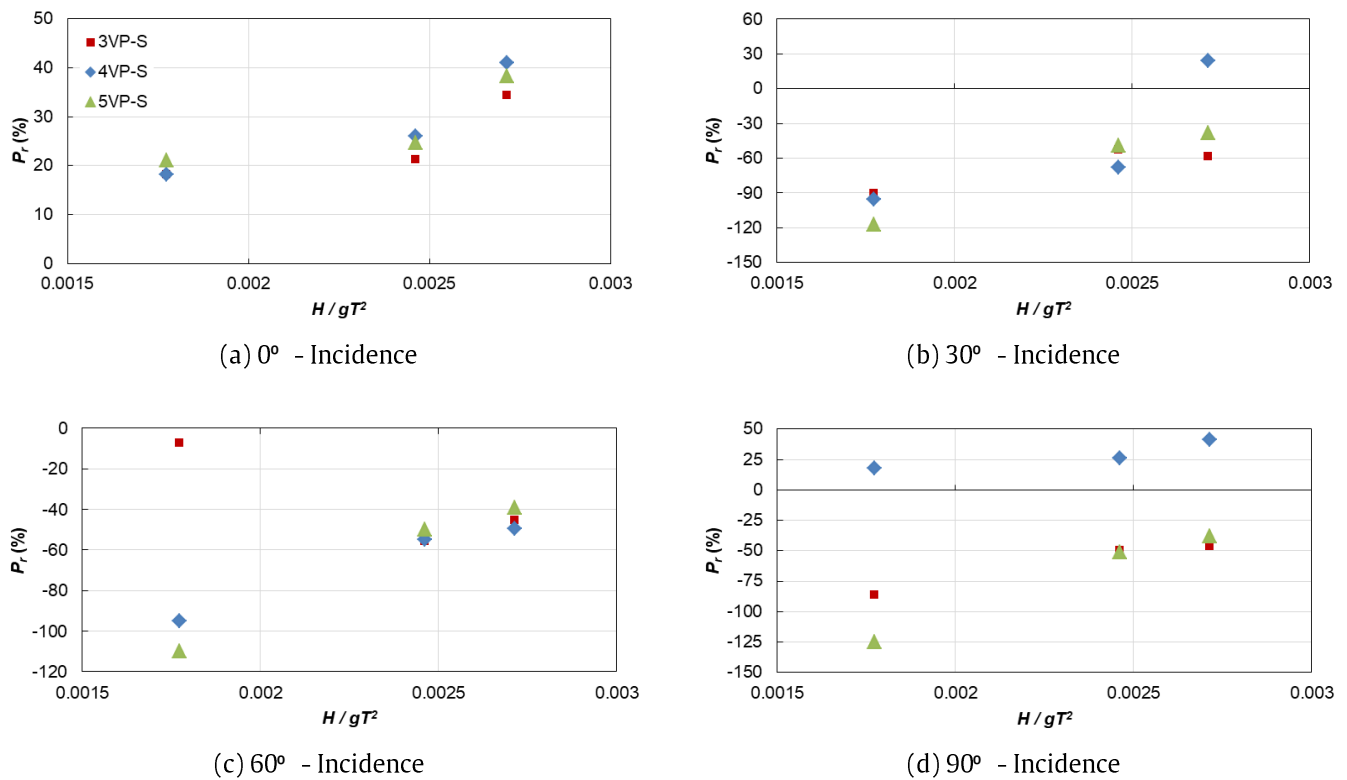 50
40
30
20
10
0
P_r (%)
3VP-S
4VP-S
5VP-S
0.0015 0.002 0.0025 0.003
H / gT²
(a) 0º - Incidence
60
30
0
-30
-60
-90
-120
-150
P_r (%)
0.0015 0.002 0.0025 0.003
H / gT²
(b) 30º - Incidence
0
-20
-40
-60
-80
-100
-120
P_r (%)
0.0015 0.002 0.0025 0.003
H / gT²
(c) 60º - Incidence
50
25
0
-25
-50
-75
-100
-125
-150
P_r (%)
0.0015 0.002 0.0025 0.003
H / gT²
(d) 90º - Incidence